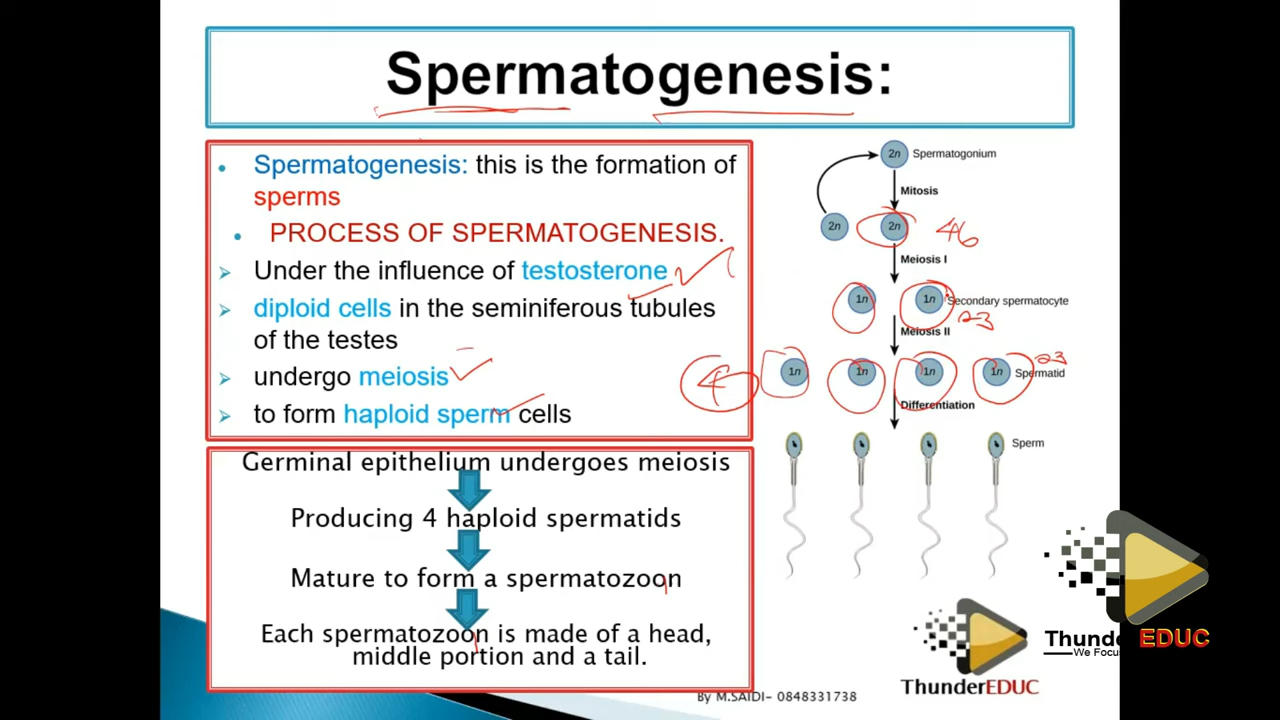 Spermatogenesis:
• Spermatogenesis: this is the formation of
sperms
• PROCESS OF SPERMATOGENESIS.
➢ Under the influence of testosterone
➢ diploid cells in the seminiferous tubules
of the testes
➢ undergo meiosis
➢ to form haploid sperm cells
Germinal epithelium undergoes meiosis
Producing 4 haploid spermatids
Mature to form a spermatozoon
Each spermatozoon is made of a head,
middle portion and a tail.
2n Spermatogonium
Mitosis
2n 2n 46
Meiosis I
1n 1n Secondary spermatocyte
23
Meiosis II
23
4 1n 1n 1n 1n Spermatid
Differentiation
Sperm
ThunderEDUC
Thunder EDUC
We Focu
By M.SAIDI- 0848331738